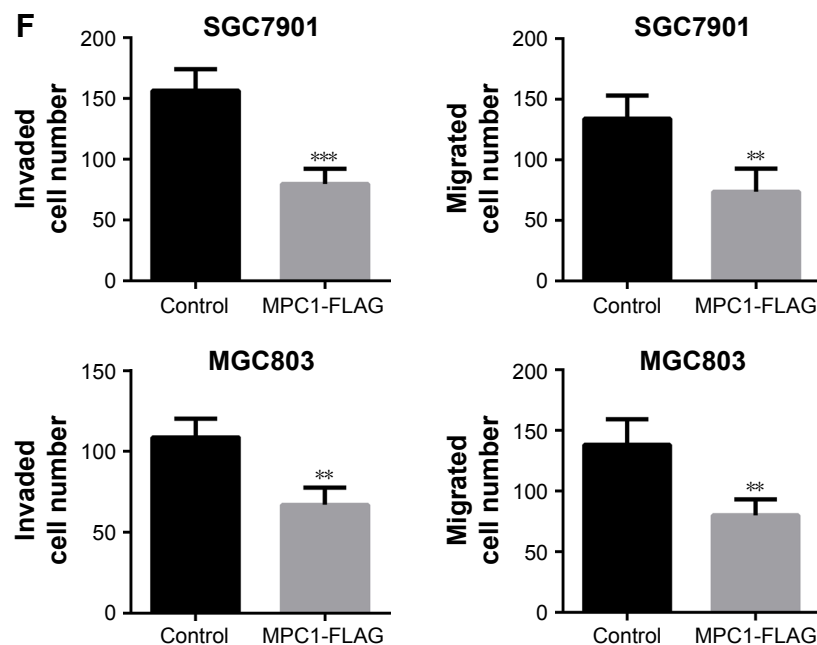 F
SGC7901
Invaded
cell number
200
150
100
50
0
***
Control
MPC1-FLAG
SGC7901
Migrated
cell number
200
150
100
50
0
**
Control
MPC1-FLAG
MGC803
Invaded
cell number
150
100
50
0
**
Control
MPC1-FLAG
MGC803
Migrated
cell number
200
150
100
50
0
**
Control
MPC1-FLAG